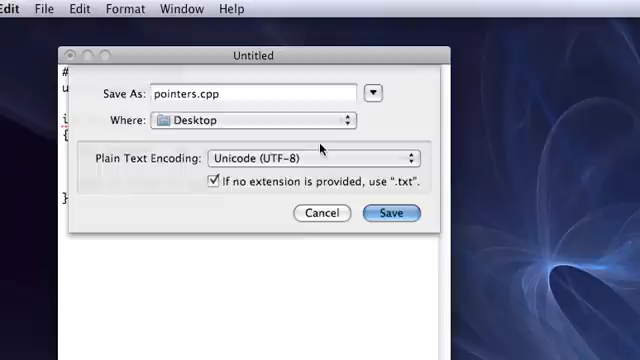 Edit File Edit Format Window Help
Untitled
#
u
Save As: pointers.cpp
Where: Desktop
i
{
Plain Text Encoding: Unicode (UTF-8)
If no extension is provided, use ".txt".
}
Cancel Save